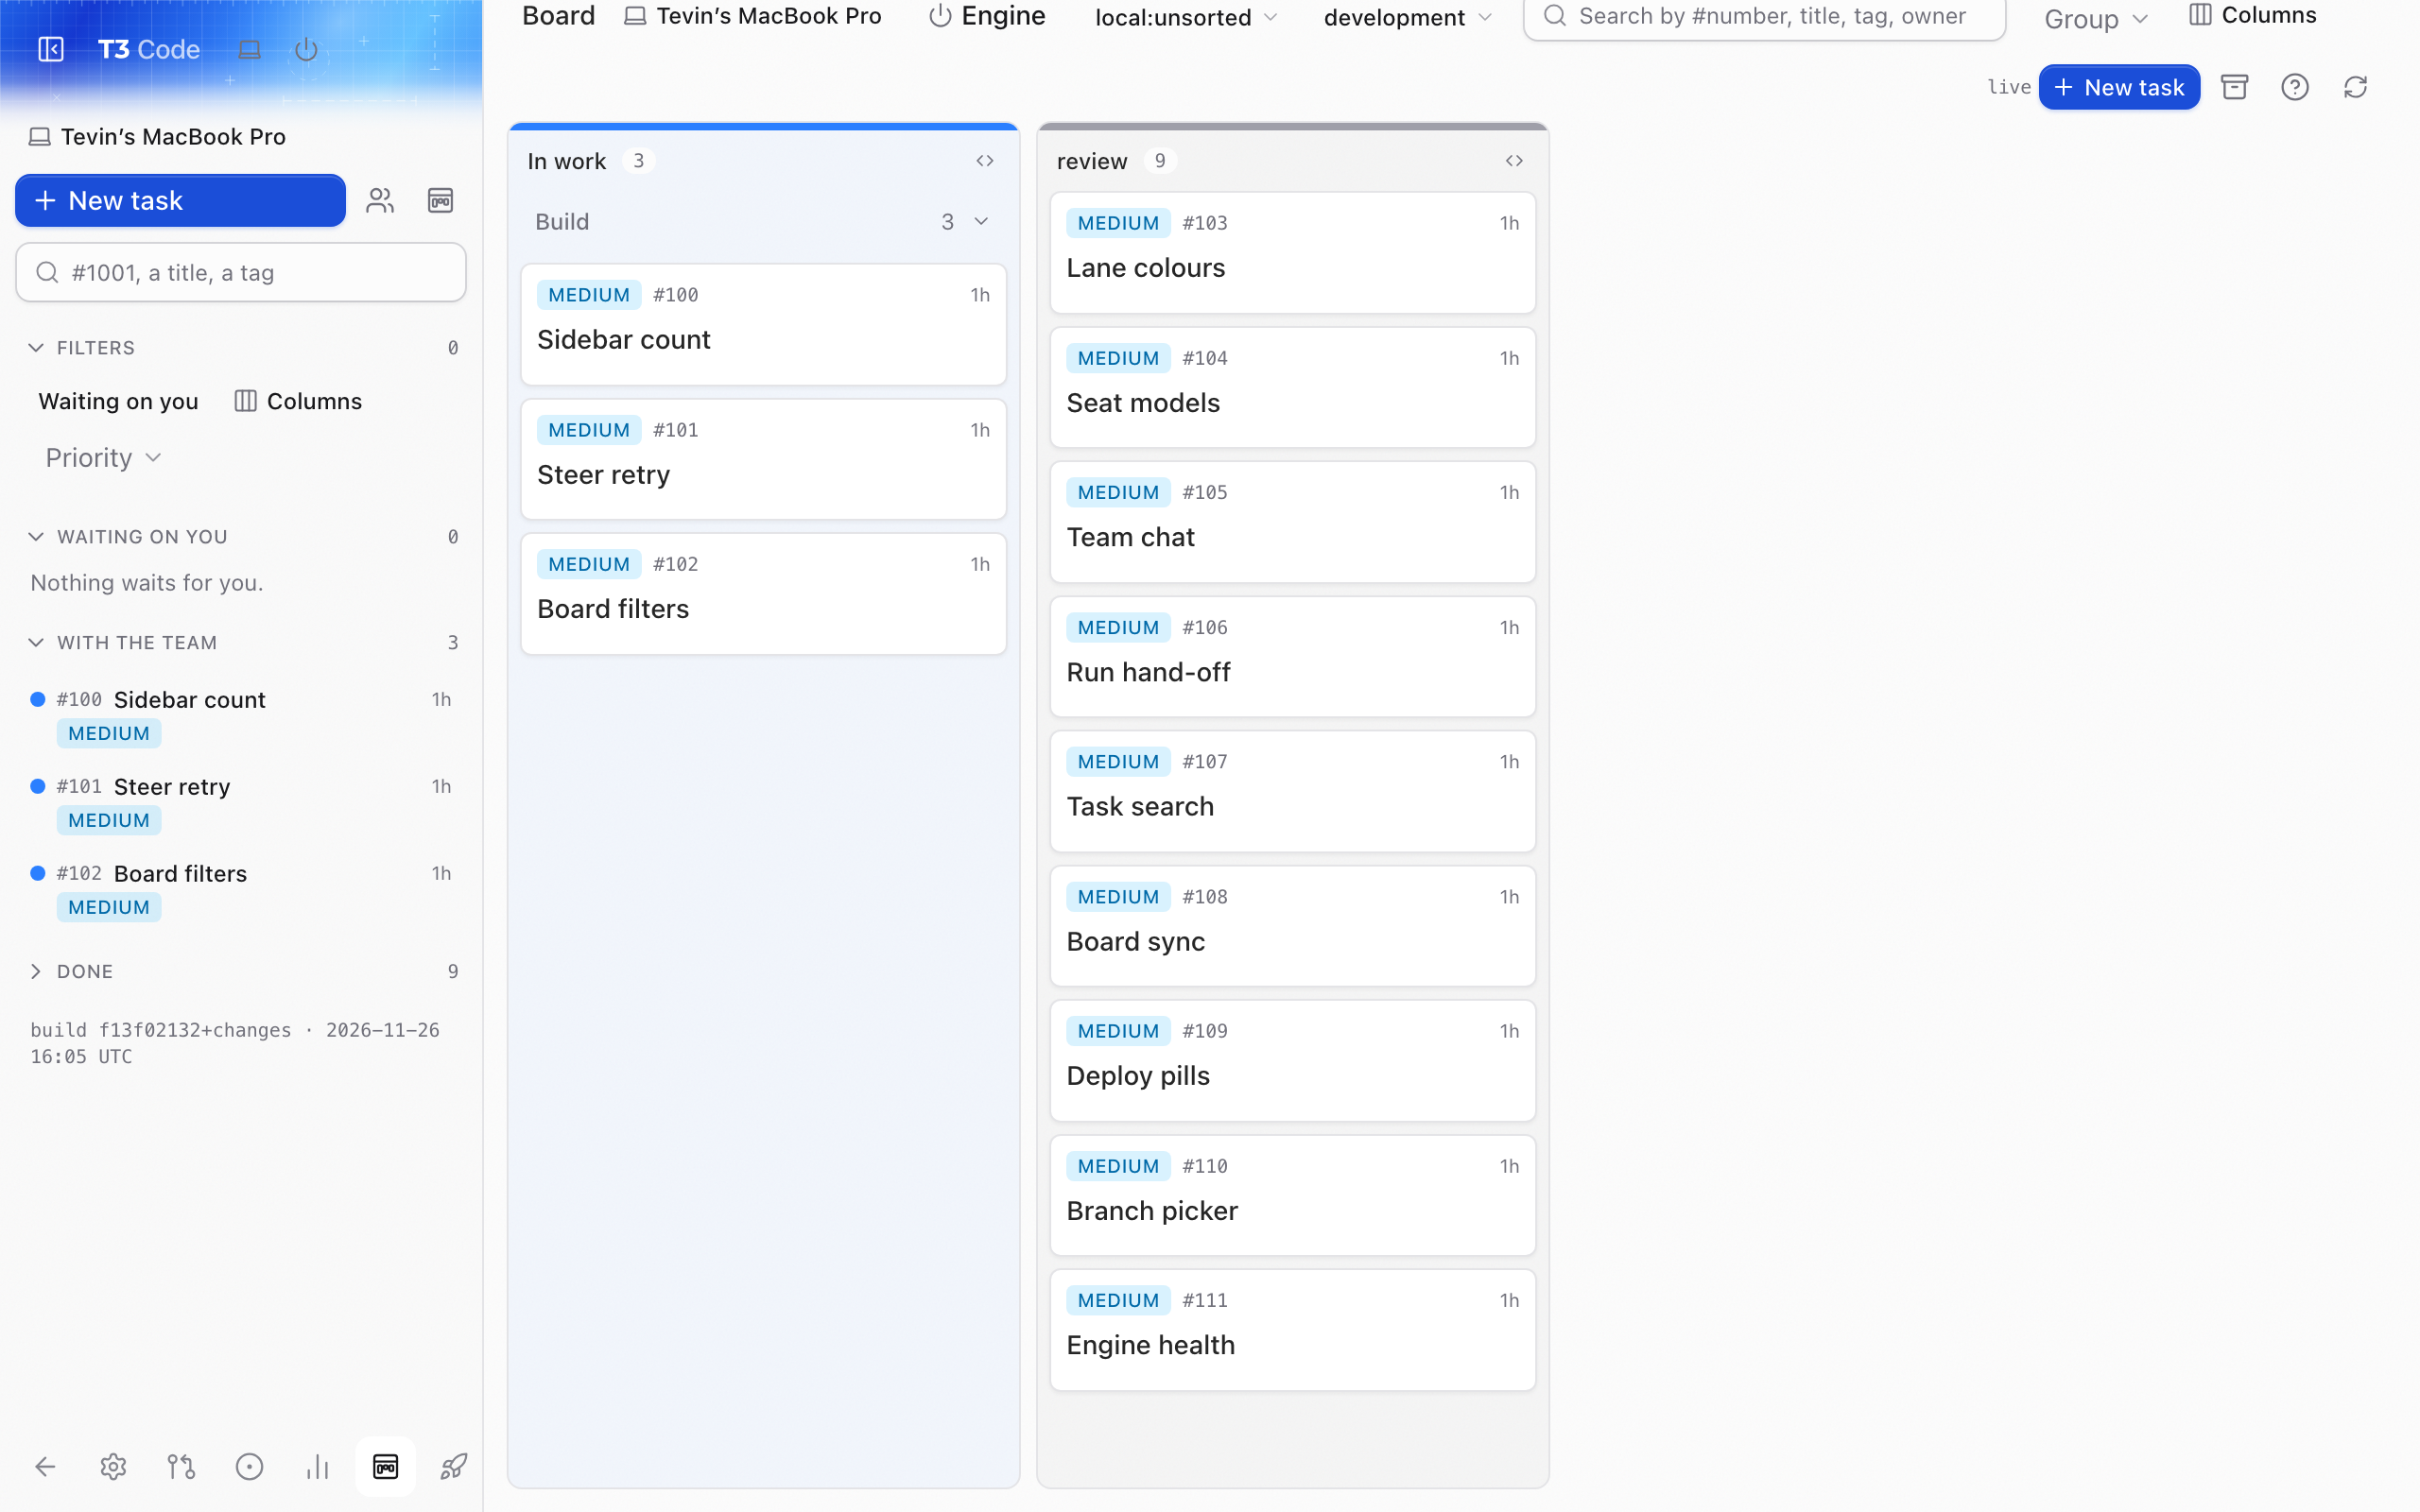 T3 Code
Tevin’s MacBook Pro
+ New task
#1001, a title, a tag
FILTERS 0
Waiting on you Columns
Priority
WAITING ON YOU 0
Nothing waits for you.
WITH THE TEAM 3
#100 Sidebar count 1h
MEDIUM
#101 Steer retry 1h
MEDIUM
#102 Board filters 1h
MEDIUM
DONE 9
build f13f02132+changes · 2026-11-26
16:05 UTC
Board Tevin’s MacBook Pro Engine local:unsorted development Search by #number, title, tag, owner Group Columns
live + New task
In work 3
Build 3
MEDIUM #100 1h
Sidebar count
MEDIUM #101 1h
Steer retry
MEDIUM #102 1h
Board filters
review 9
MEDIUM #103 1h
Lane colours
MEDIUM #104 1h
Seat models
MEDIUM #105 1h
Team chat
MEDIUM #106 1h
Run hand-off
MEDIUM #107 1h
Task search
MEDIUM #108 1h
Board sync
MEDIUM #109 1h
Deploy pills
MEDIUM #110 1h
Branch picker
MEDIUM #111 1h
Engine health